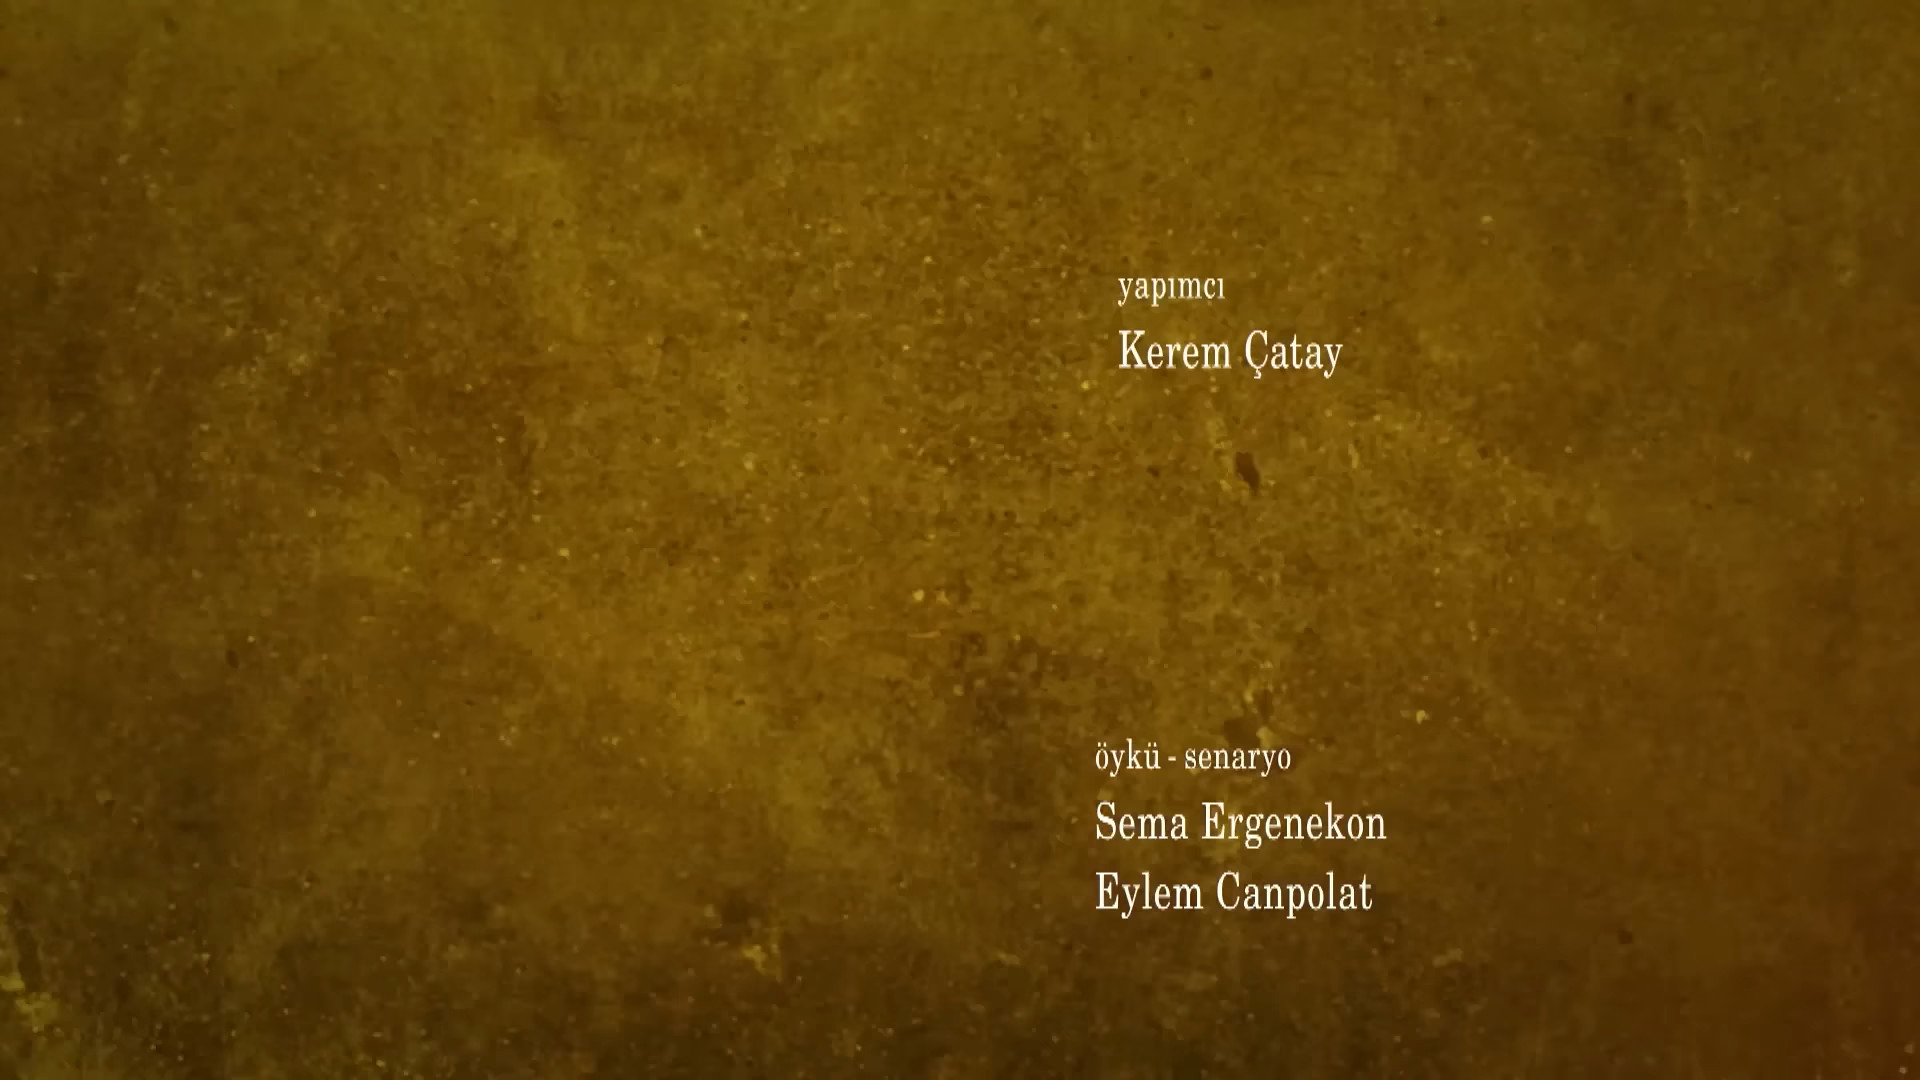 yapımcı
Kerem Çatay
öykü - senaryo
Sema Ergenekon
Eylem Canpolat